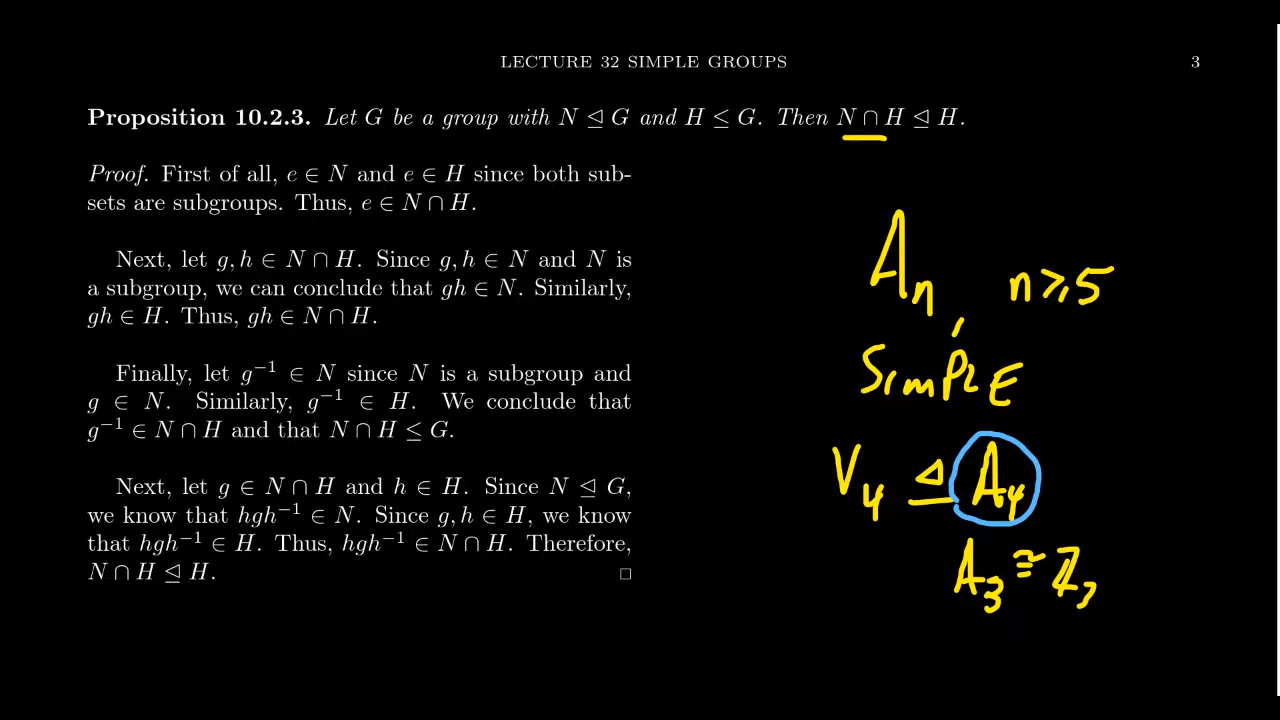 LECTURE 32 SIMPLE GROUPS 3
Proposition 10.2.3. Let G be a group with N ⊴ G and H ≤ G. Then N ∩ H ⊴ H.
Proof. First of all, e ∈ N and e ∈ H since both sub-
sets are subgroups. Thus, e ∈ N ∩ H.
Next, let g, h ∈ N ∩ H. Since g, h ∈ N and N is
a subgroup, we can conclude that gh ∈ N. Similarly,
gh ∈ H. Thus, gh ∈ N ∩ H.
Finally, let g⁻¹ ∈ N since N is a subgroup and
g ∈ N. Similarly, g⁻¹ ∈ H. We conclude that
g⁻¹ ∈ N ∩ H and that N ∩ H ≤ G.
Next, let g ∈ N ∩ H and h ∈ H. Since N ⊴ G,
we know that hgh⁻¹ ∈ N. Since g, h ∈ H, we know
that hgh⁻¹ ∈ H. Thus, hgh⁻¹ ∈ N ∩ H. Therefore,
N ∩ H ⊴ H. □
Aₙ, n ≥ 5
SimPLE
V₄ ⊴ A₄
A₃ ≅ ℤ